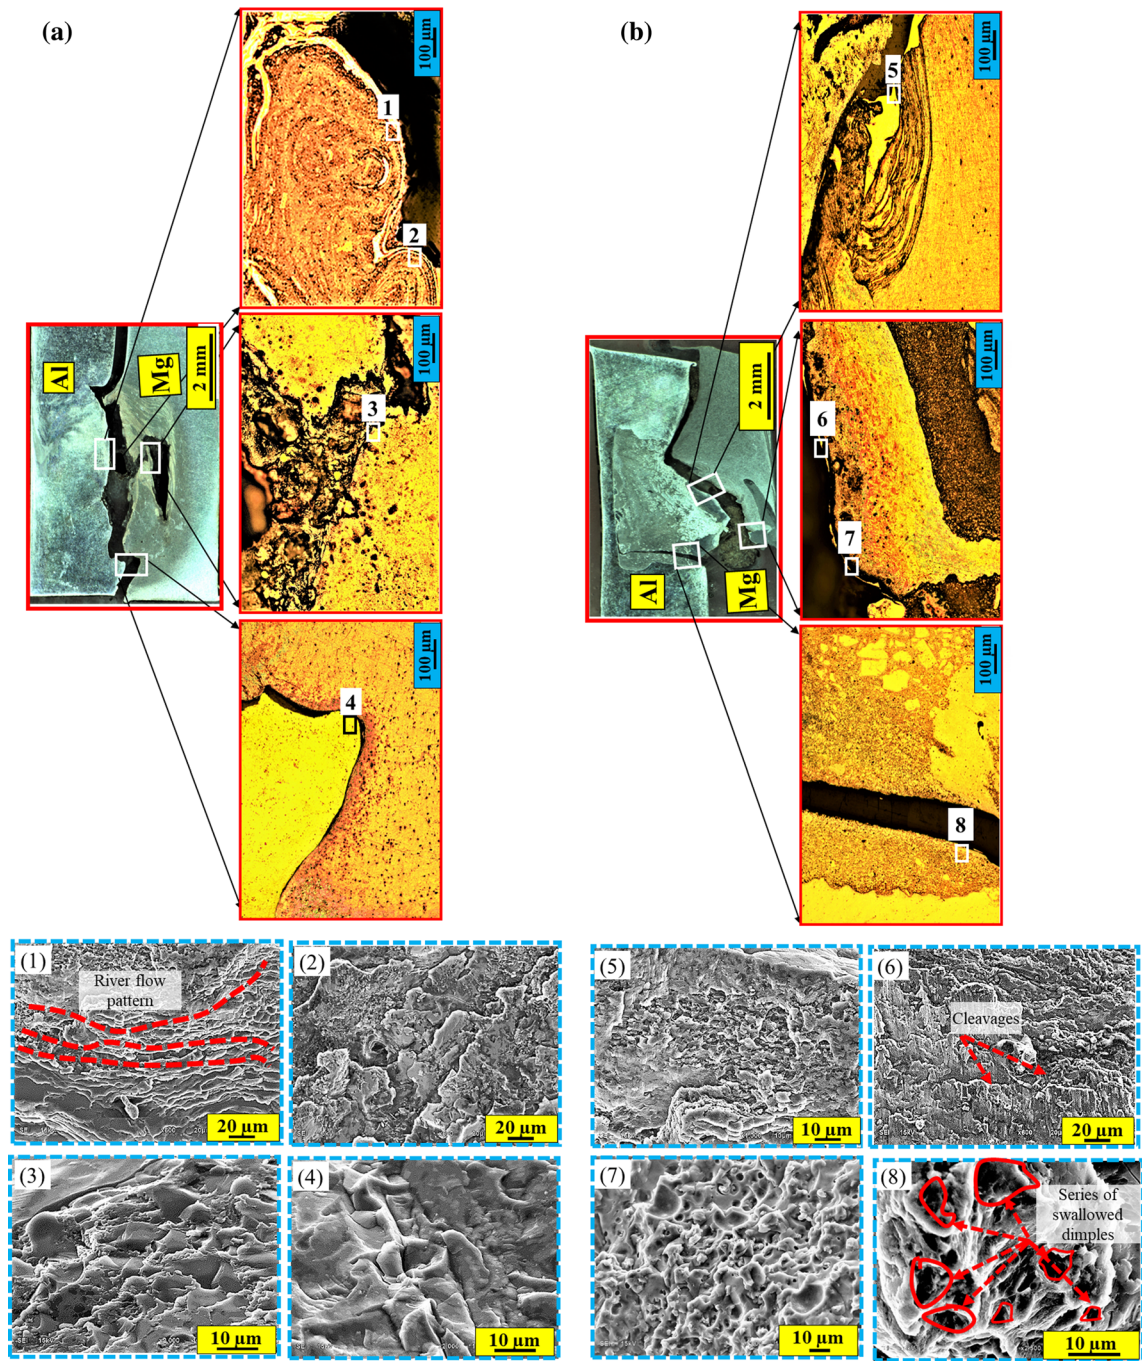 (a)
100 µm
1
2
Al
Mg
2 mm
100 µm
3
100 µm
4
(b)
100 µm
5
2 mm
Al
Mg
100 µm
6
7
100 µm
8
(1)
River flow
pattern
20 µm
(2)
20 µm
(3)
10 µm
(4)
10 µm
(5)
10 µm
(6)
Cleavages
20 µm
(7)
10 µm
(8)
Series of
swallowed
dimples
10 µm